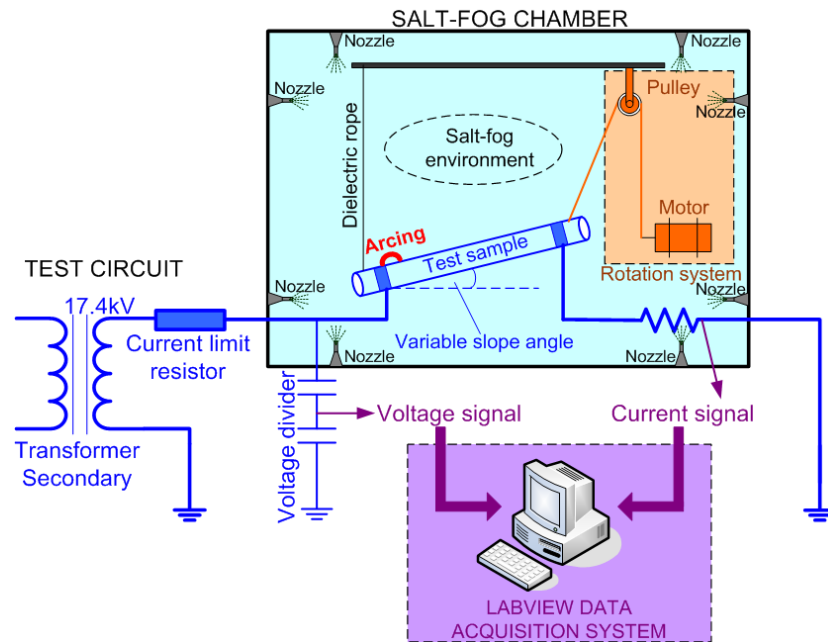 SALT-FOG CHAMBER
Nozzle
Nozzle
Nozzle
Nozzle
Pulley
Dielectric rope
Salt-fog
environment
Motor
Arcing
Test sample
Rotation system
TEST CIRCUIT
17.4kV
Nozzle
Nozzle
Current limit
resistor
Variable slope angle
Nozzle
Nozzle
Transformer
Secondary
Voltage divider
Voltage signal
Current signal
LABVIEW DATA
ACQUISITION SYSTEM